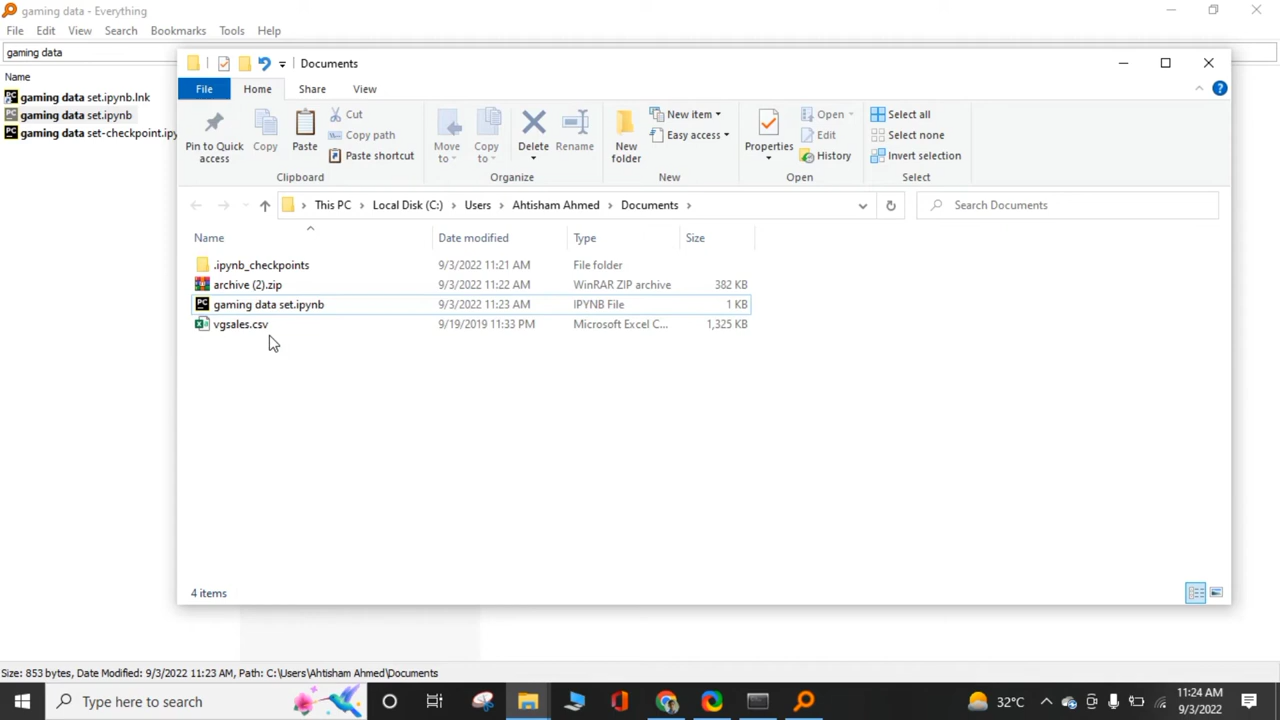 gaming data - Everything
File Edit View Search Bookmarks Tools Help
gaming data
Name
gaming data set.ipynb.lnk
gaming data set.ipynb
gaming data set-checkpoint.ipy
Documents
File Home Share View
Pin to Quick access
Copy
Paste
Cut
Copy path
Paste shortcut
Clipboard
Move to
Copy to
Delete
Rename
Organize
New folder
New item
Easy access
New
Properties
Open
Edit
History
Open
Select all
Select none
Invert selection
Select
This PC > Local Disk (C:) > Users > Ahtisham Ahmed > Documents >
Search Documents
Name Date modified Type Size
.ipynb_checkpoints 9/3/2022 11:21 AM File folder
archive (2).zip 9/3/2022 11:22 AM WinRAR ZIP archive 382 KB
gaming data set.ipynb 9/3/2022 11:23 AM IPYNB File 1 KB
vgsales.csv 9/19/2019 11:33 PM Microsoft Excel C... 1,325 KB
4 items
Size: 853 bytes, Date Modified: 9/3/2022 11:23 AM, Path: C:\Users\Ahtisham Ahmed\Documents
Type here to search
32°C
11:24 AM
9/3/2022